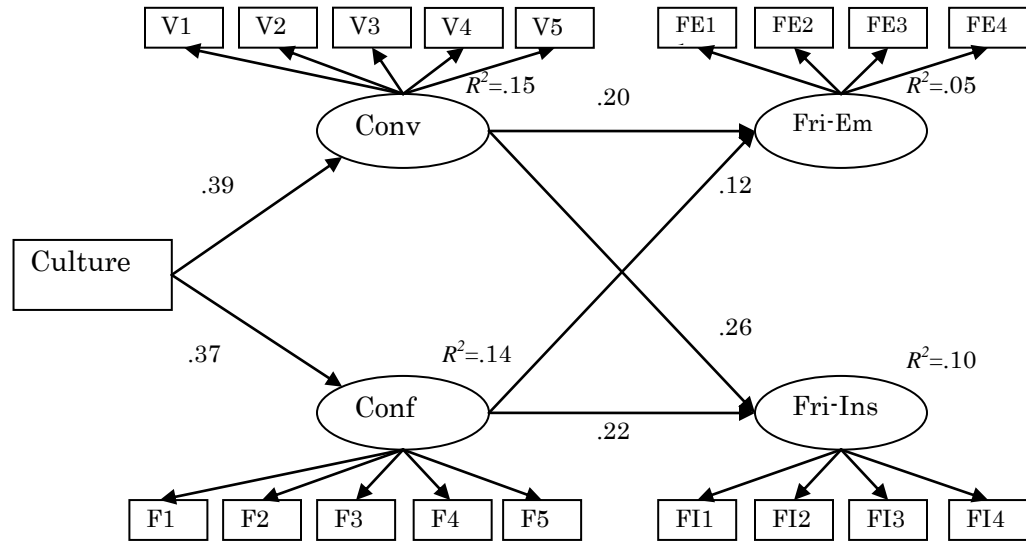 V1 V2 V3 V4 V5 FE1 FE2 FE3 FE4
R²=.15 R²=.05
Conv .20 Fri-Em
.39 .12
Culture
.26
.37 R²=.14 R²=.10
Conf Fri-Ins
.22
F1 F2 F3 F4 F5 FI1 FI2 FI3 FI4